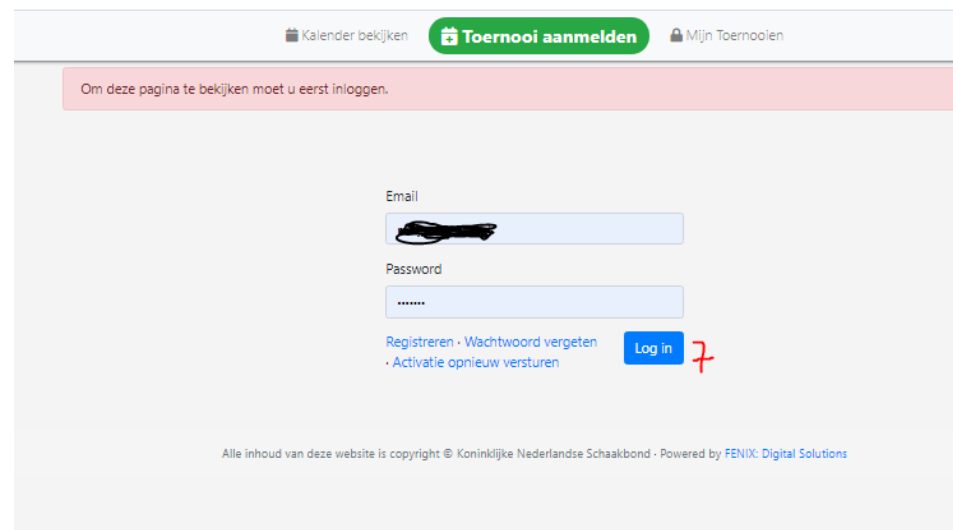 Kalender bekijken Toernooi aanmelden Mijn Toernooien
Om deze pagina te bekijken moet u eerst inloggen.
Email
Password
•••••••
Registreren · Wachtwoord vergeten
· Activatie opnieuw versturen
Log in 7
Alle inhoud van deze website is copyright © Koninklijke Nederlandse Schaakbond · Powered by FENIX: Digital Solutions